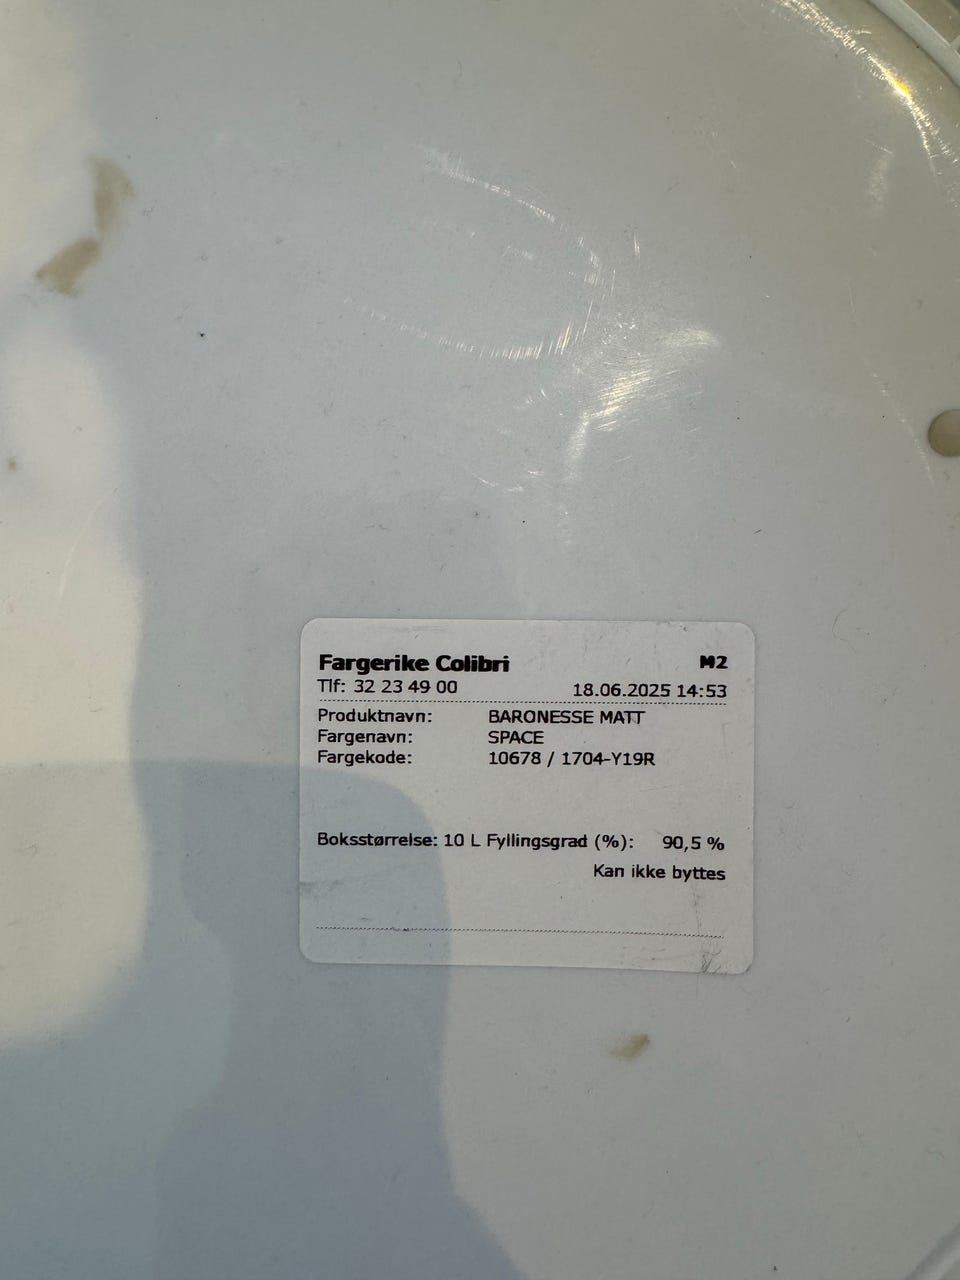 Fargerike Colibri M2
Tlf: 32 23 49 00 18.06.2025 14:53
Produktnavn: BARONESSE MATT
Fargenavn: SPACE
Fargekode: 10678 / 1704-Y19R
Boksstørrelse: 10 L Fyllingsgrad (%): 90,5 %
Kan ikke byttes